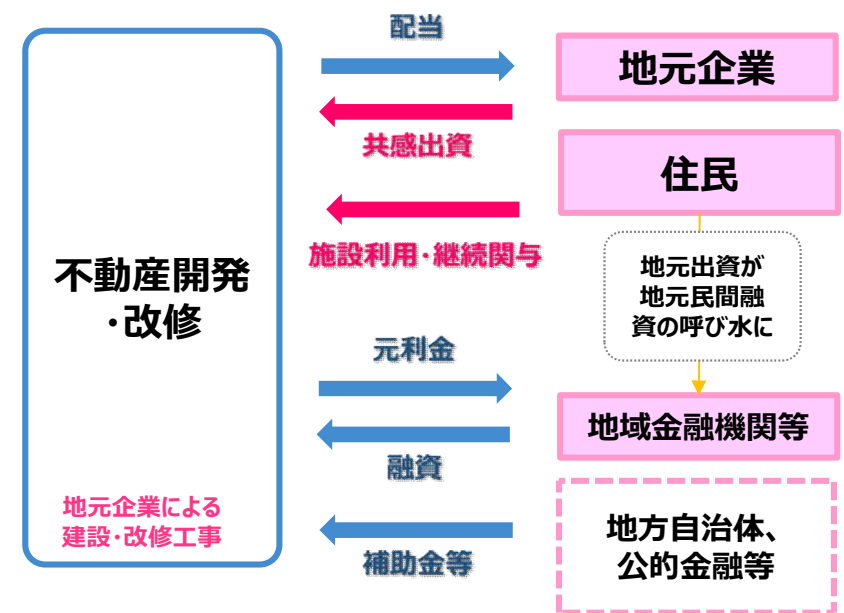 配当
地元企業
共感出資
住民
施設利用・継続関与
不動産開発
・改修
地元出資が
地元民間融
資の呼び水に
元利金
地域金融機関等
融資
地元企業による
建設・改修工事
補助金等
地方自治体、
公的金融等